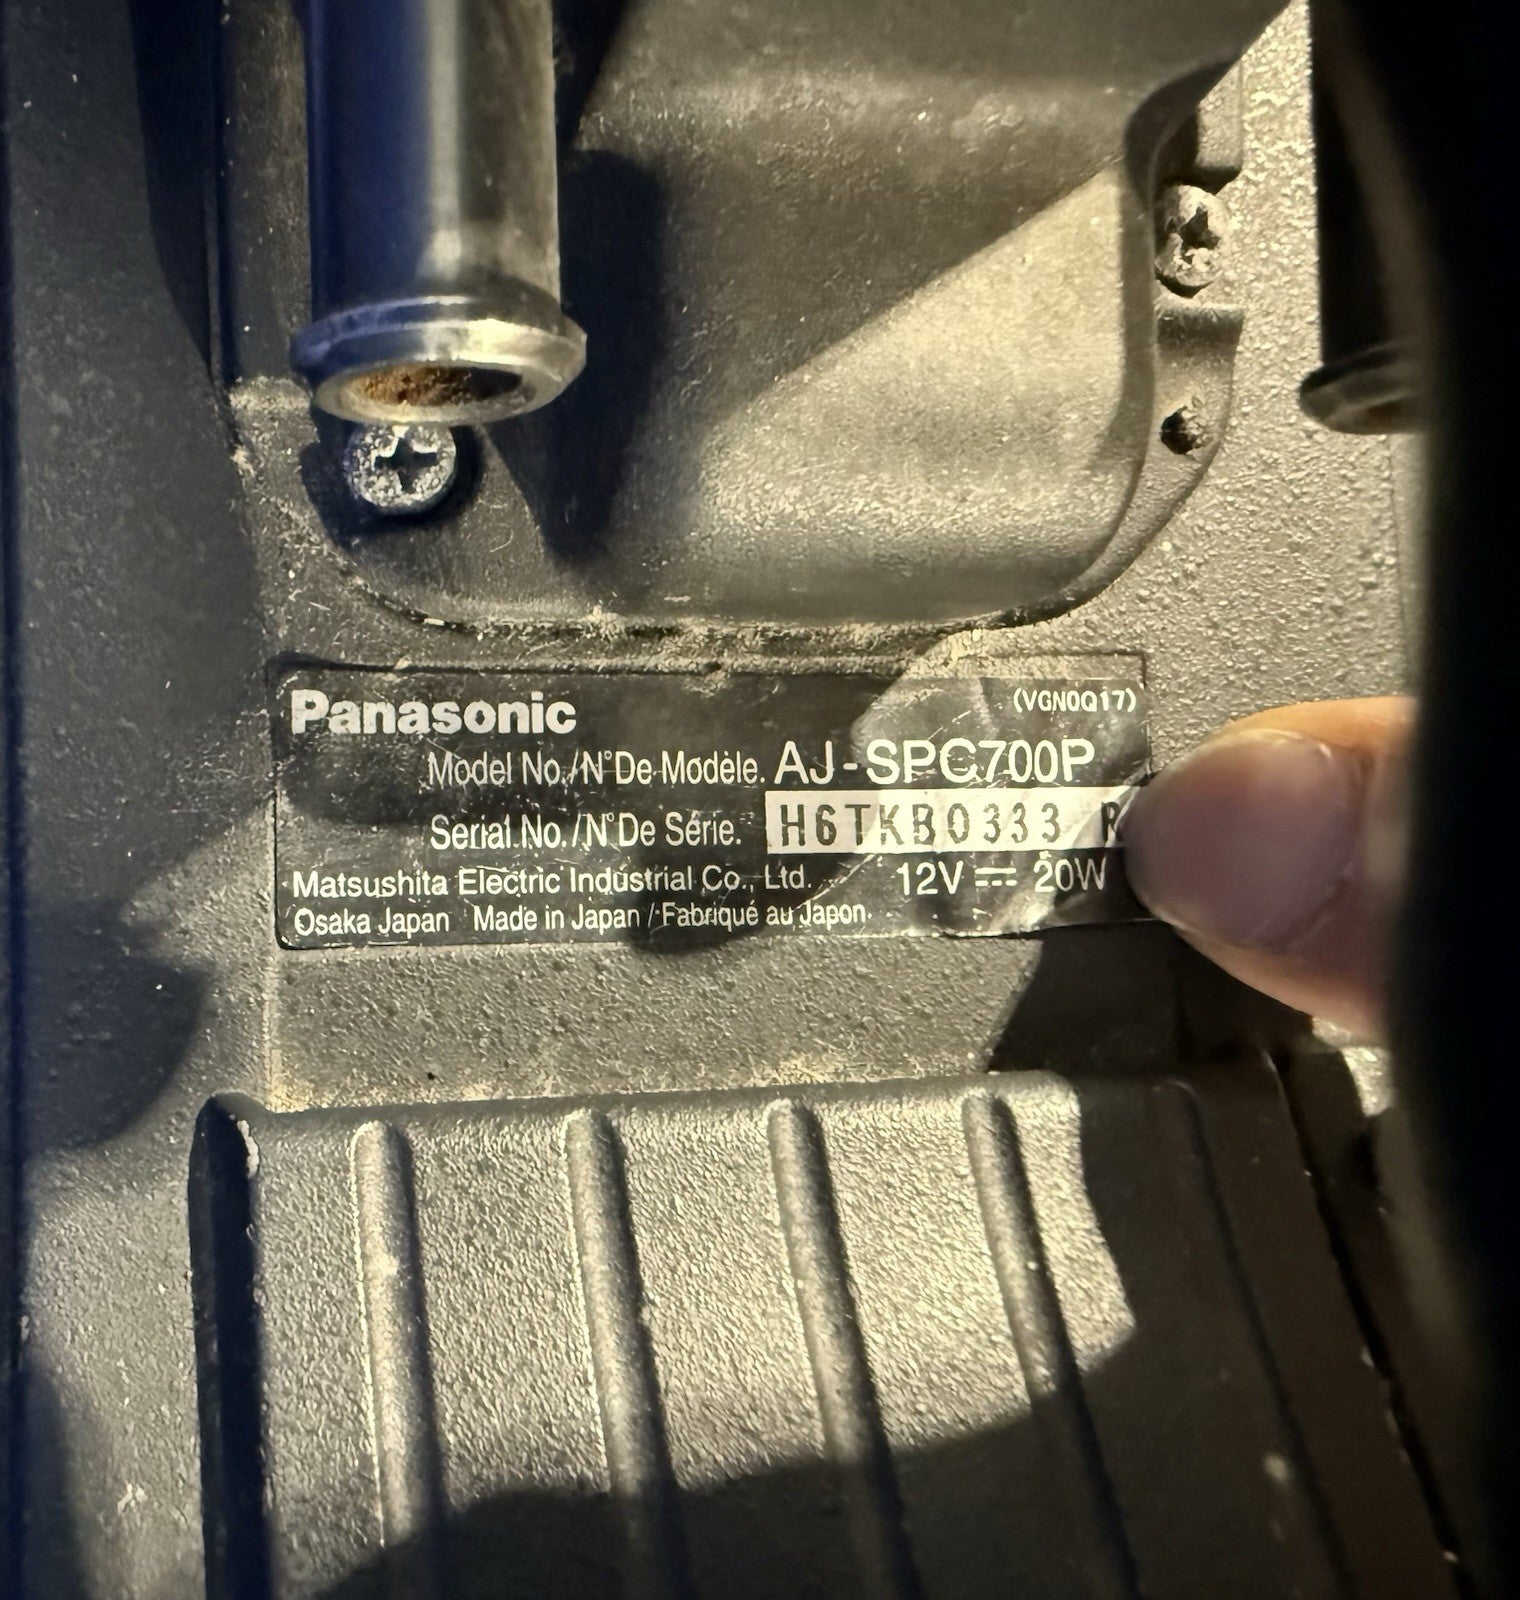 Panasonic
(VGN0Q17)
Model No./N° De Modèle. AJ-SPC700P
Serial No./N° De Série. H6TKB0333 R
Matsushita Electric Industrial Co., Ltd. 12V ⎓ 20W
Osaka Japan Made in Japan / Fabriqué au Japon